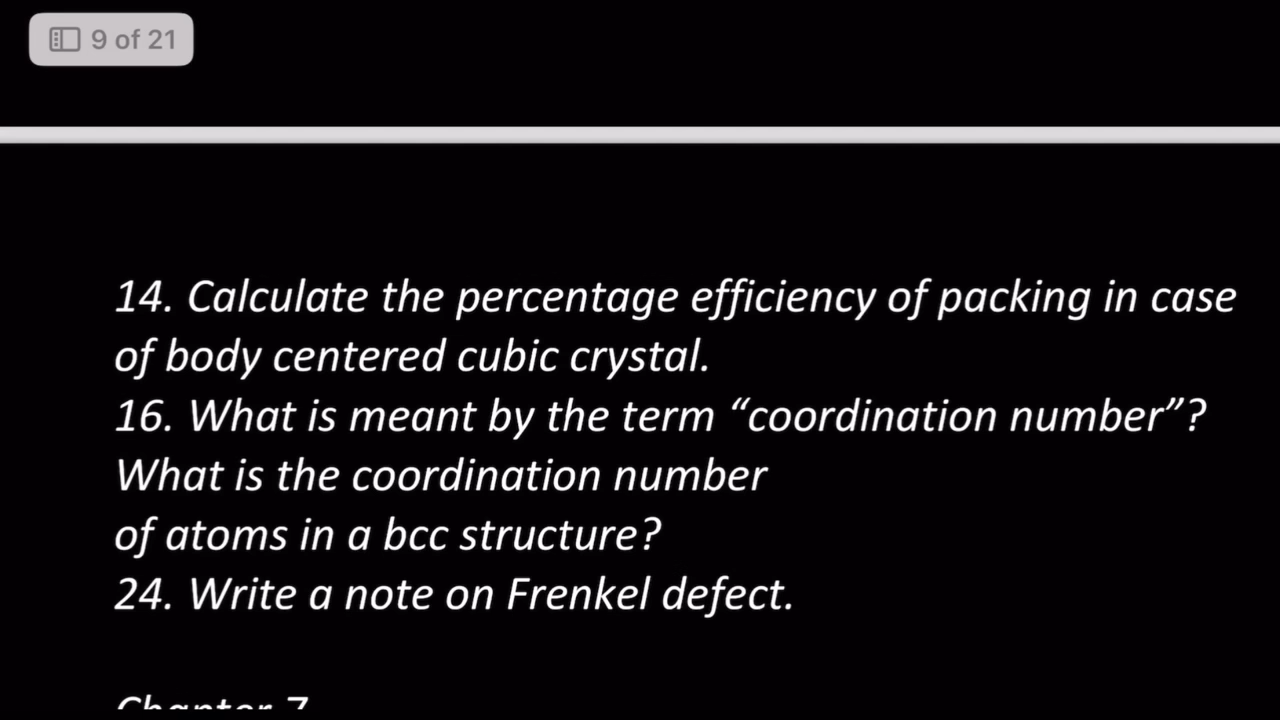 9 of 21
14. Calculate the percentage efficiency of packing in case
of body centered cubic crystal.
16. What is meant by the term “coordination number”?
What is the coordination number
of atoms in a bcc structure?
24. Write a note on Frenkel defect.
Chapter 7